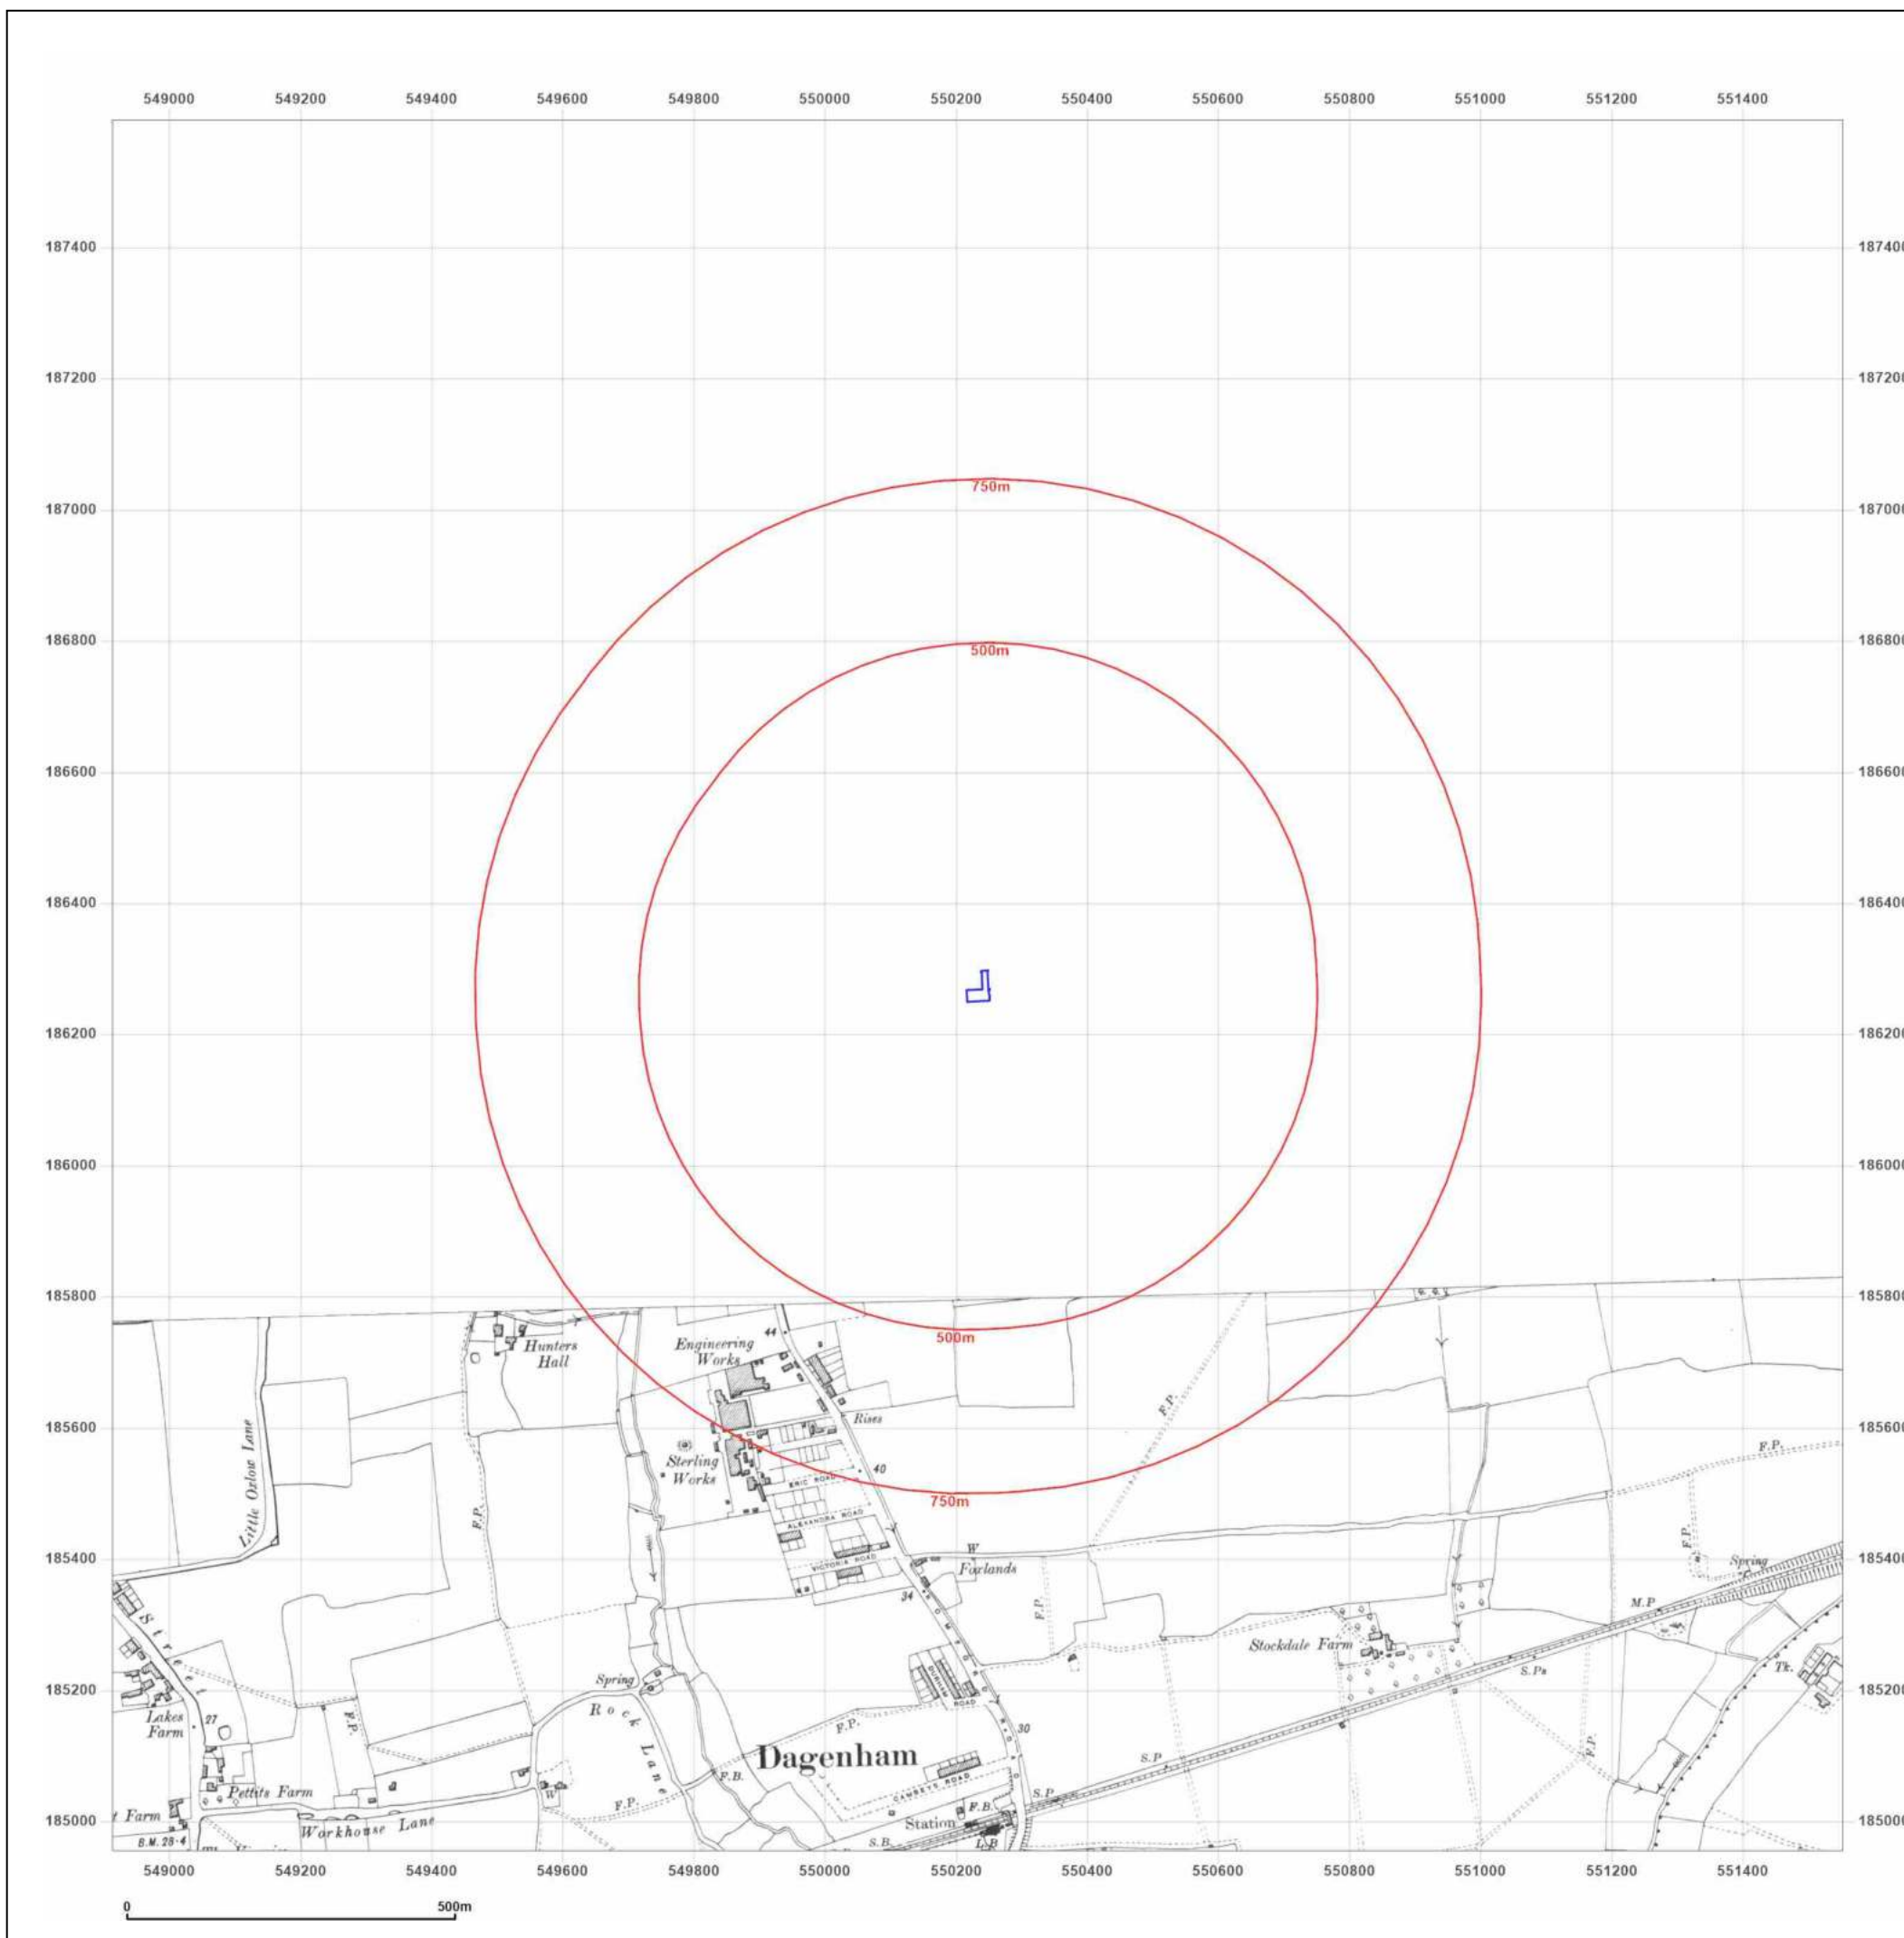 549000 549200 549400 549600 549800 550000 550200 550400 550600 550800 551000 551200 551400
187400 187400
187200 187200
750m
187000 187000
186800 186800
500m
186600 186600
186400 186400
186200 186200
186000 186000
185800 185800
44
Engineering
Works
500m
Hunters
Hall
F.P.
185600 185600
Rises
Little Oxlow Lane
Sterling
Works
40
ERIC ROAD
750m
F.P.
F.P.
ALEXANDRA ROAD
F.P.
VICTORIA ROAD
W
Foxlands
185400 185400
Spring
34
F.P.
M.P
Street
Stockdale Farm
S.Ps
Tk.
Spring
185200 185200
DURHAM
ROAD
Lakes
Farm
27
Rock
Lane
F.P.
F.P.
30
F.P.
Dagenham
S.P
F.B.
CAMBEYS ROAD
Pettits Farm
W
F.P.
S.P.
F.B.
t Farm
185000 185000
Workhouse Lane
Station
B.M. 28·4
S.B.
L.B
549000 549200 549400 549600 549800 550000 550200 550400 550600 550800 551000 551200 551400
0 500m